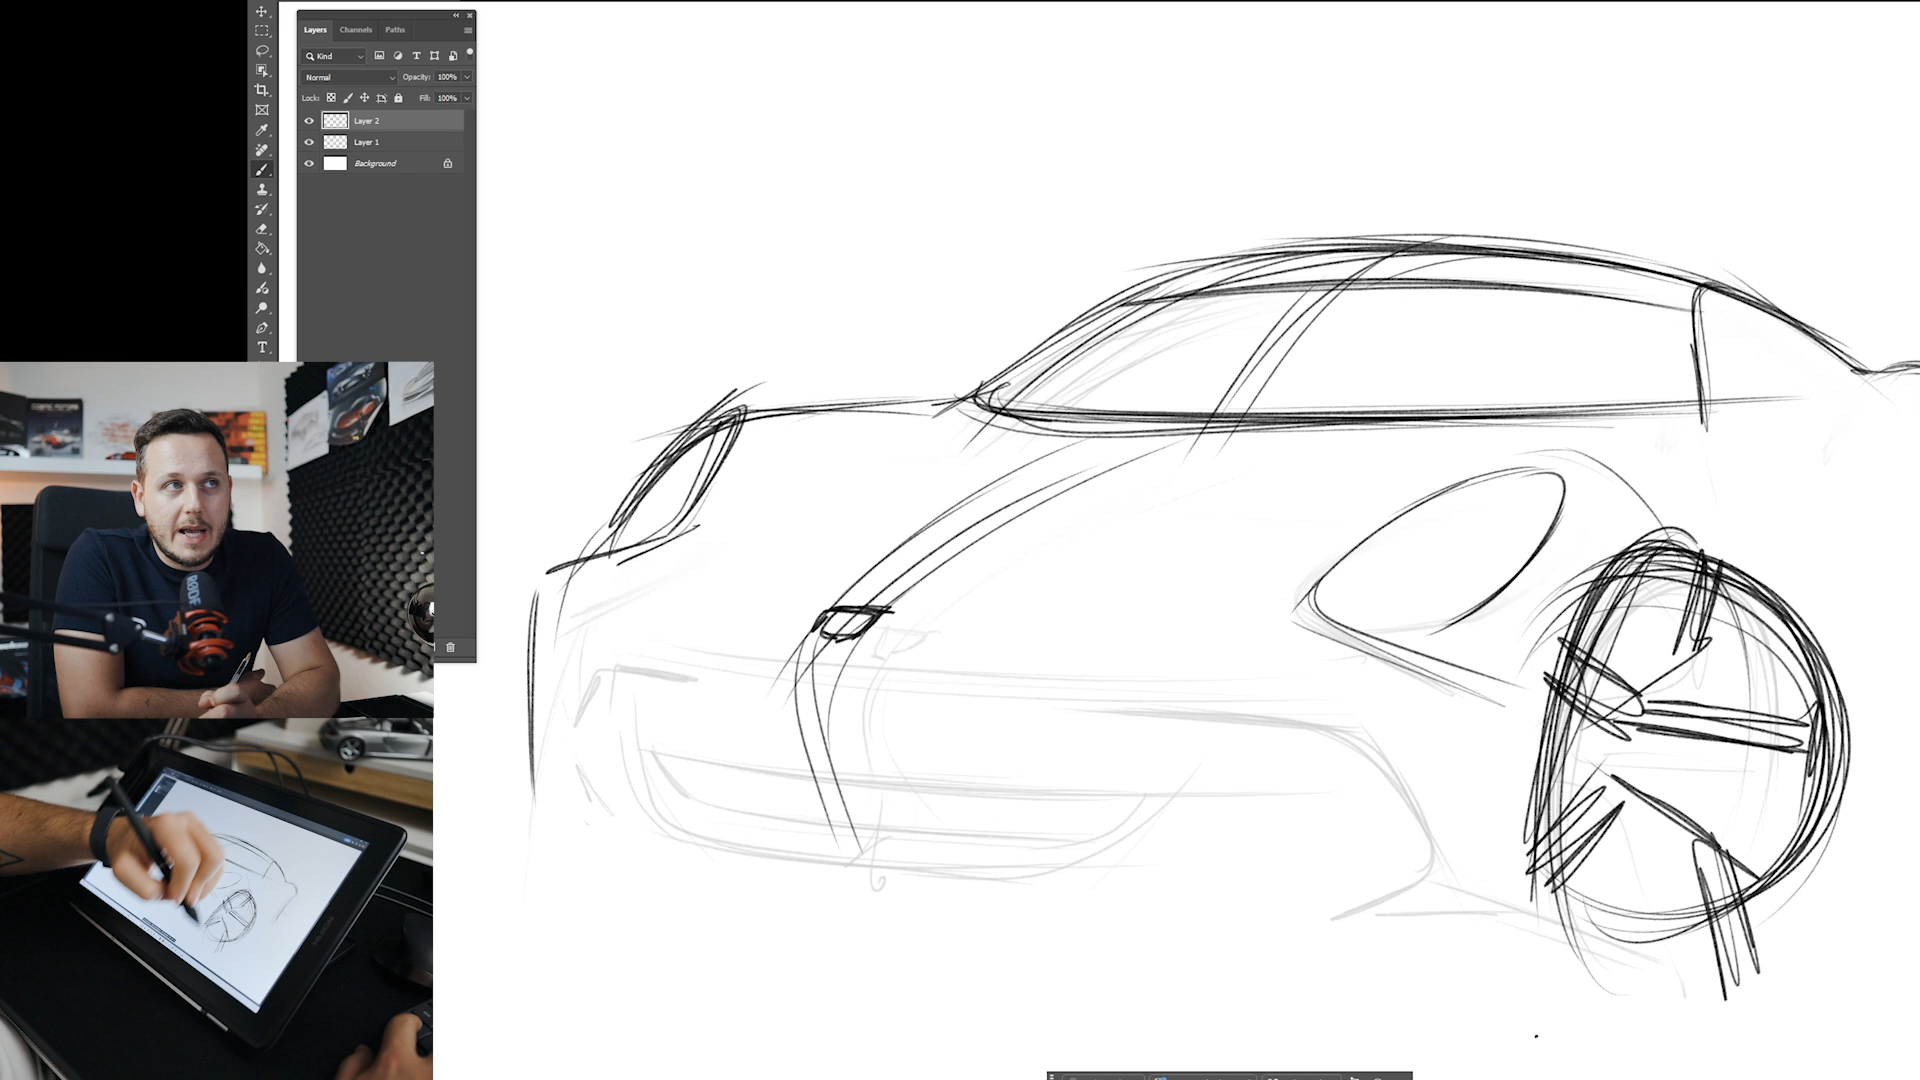 Layers Channels Paths
Kind
Normal Opacity: 100%
Lock: Fill: 100%
Layer 2
Layer 1
Background
RØDE